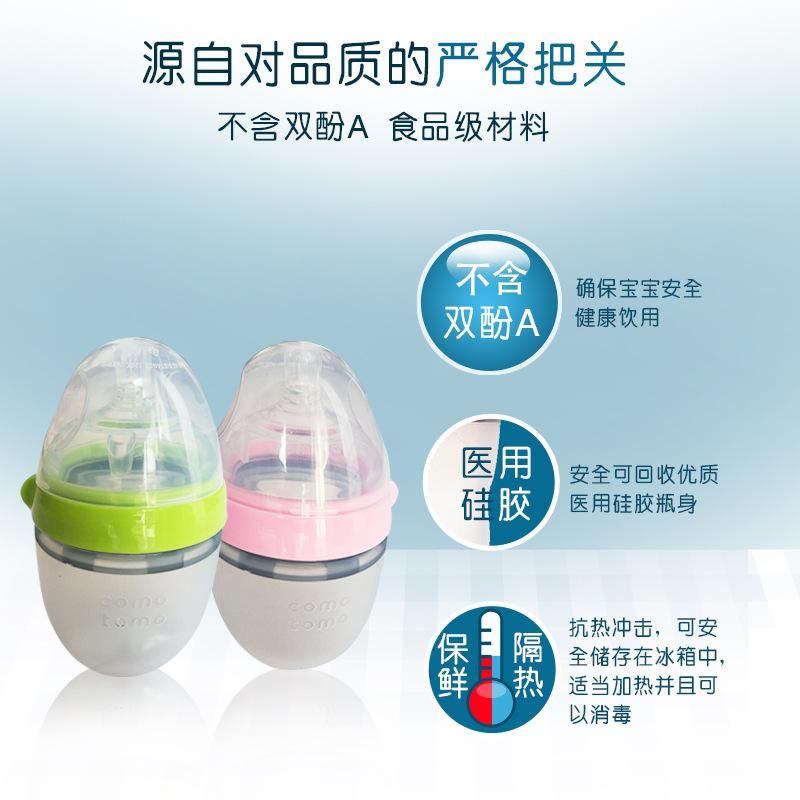 源自对品质的严格把关
不含双酚A 食品级材料
不含
双酚A
确保宝宝安全
健康饮用
医用
硅胶
安全可回收优质
医用硅胶瓶身
保鲜
隔热
抗热冲击，可安
全储存在冰箱中，
适当加热并且可
以消毒
como
tomo
como
tomo